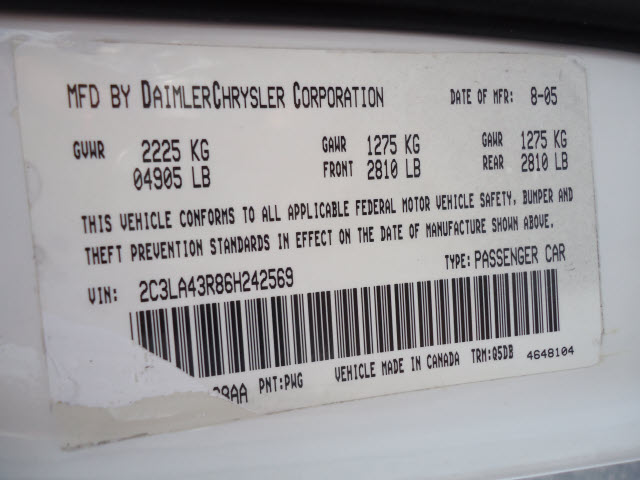 MFD BY DAIMLERCHRYSLER CORPORATION DATE OF MFR: 8-05
GVWR 2225 KG GAWR 1275 KG GAWR 1275 KG
04905 LB FRONT 2810 LB REAR 2810 LB
THIS VEHICLE CONFORMS TO ALL APPLICABLE FEDERAL MOTOR VEHICLE SAFETY, BUMPER AND
THEFT PREVENTION STANDARDS IN EFFECT ON THE DATE OF MANUFACTURE SHOWN ABOVE.
VIN: 2C3LA43R86H242569 TYPE: PASSENGER CAR
PNT:PWG VEHICLE MADE IN CANADA TRM:Q5DB 4648104